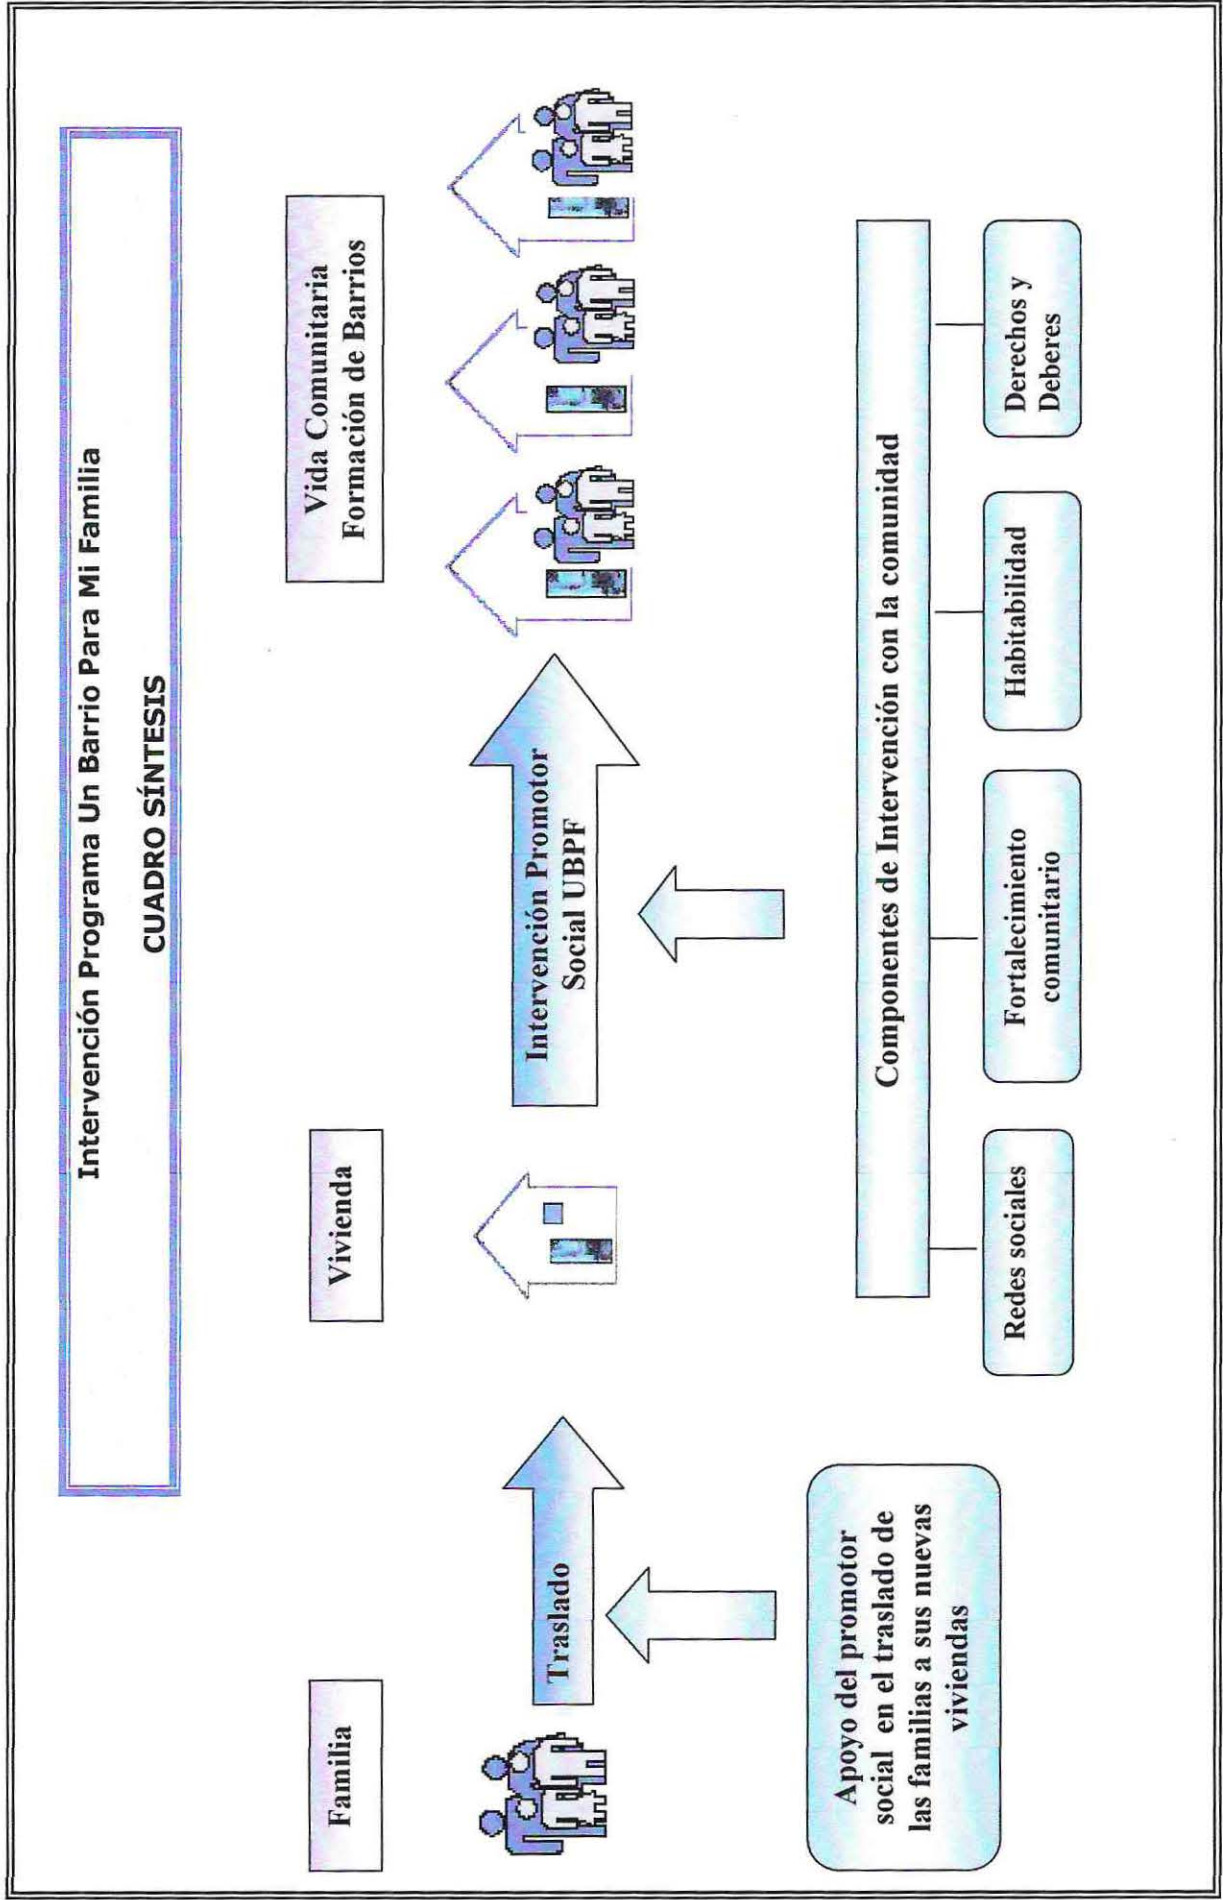 Intervención Programa Un Barrio Para Mi Familia
CUADRO SÍNTESIS
Familia
Vivienda
Vida Comunitaria
Formación de Barrios
Traslado
Intervención Promotor
Social UBPF
Apoyo del promotor
social en el traslado de
las familias a sus nuevas
viviendas
Componentes de Intervención con la comunidad
Redes sociales
Fortalecimiento
comunitario
Habitabilidad
Derechos y
Deberes